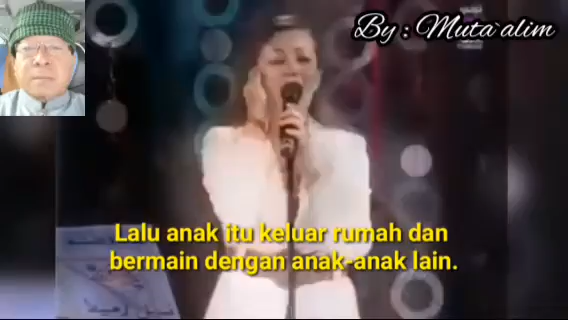 By : Muta`alim
Lalu anak itu keluar rumah dan
bermain dengan anak-anak lain.